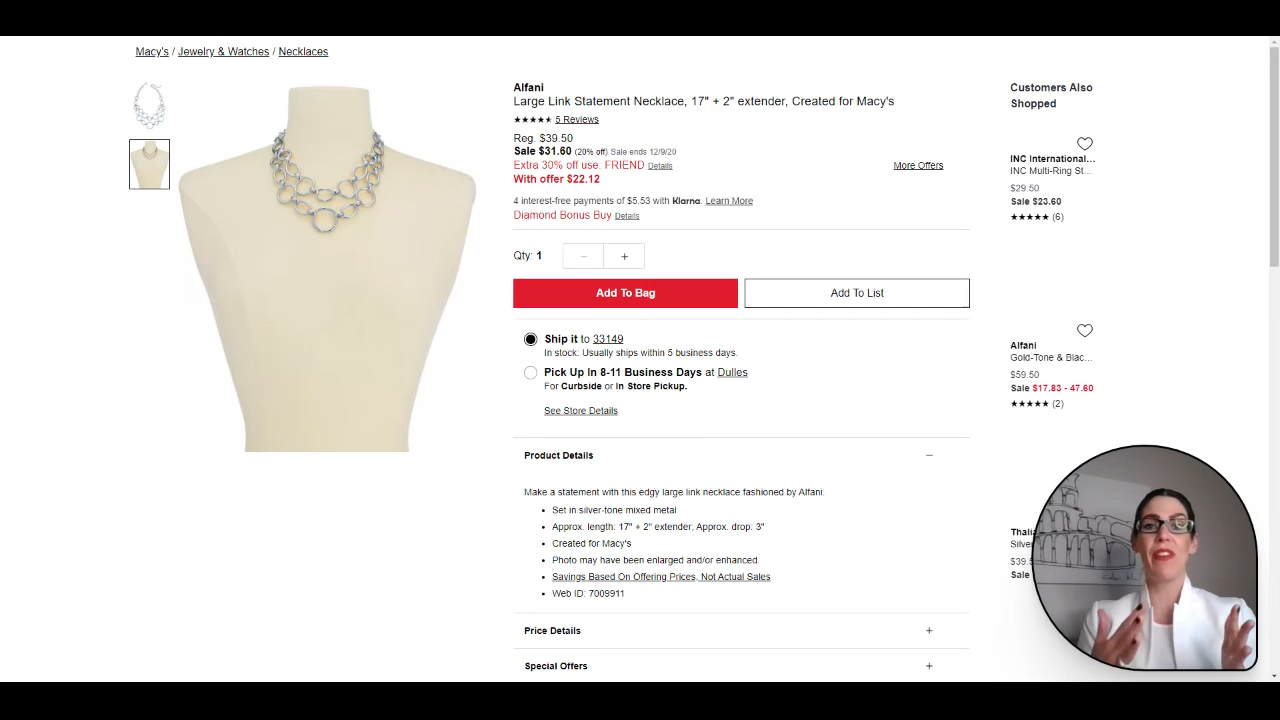 Macy's / Jewelry & Watches / Necklaces
Alfani
Large Link Statement Necklace, 17" + 2" extender, Created for Macy's
5 Reviews
Reg. $39.50
Sale $31.60 (20% off) Sale ends 12/9/20
Extra 30% off use: FRIEND Details
More Offers
With offer $22.12
4 interest-free payments of $5.53 with Klarna. Learn More
Diamond Bonus Buy Details
Qty: 1
Add To Bag
Add To List
Ship it to 33149
In stock: Usually ships within 5 business days.
Pick Up In 8-11 Business Days at Dulles
For Curbside or In Store Pickup.
See Store Details
Product Details
Make a statement with this edgy large link necklace fashioned by Alfani.
Set in silver-tone mixed metal
Approx. length: 17" + 2" extender; Approx. drop: 3"
Created for Macy's
Photo may have been enlarged and/or enhanced.
Savings Based On Offering Prices, Not Actual Sales
Web ID: 7009911
Price Details
Special Offers
Customers Also
Shopped
INC International...
INC Multi-Ring St...
$29.50
Sale $23.60
(6)
Alfani
Gold-Tone & Blac...
$59.50
Sale $17.83 - 47.60
(2)
Thalia
Silver
$39.5
Sale